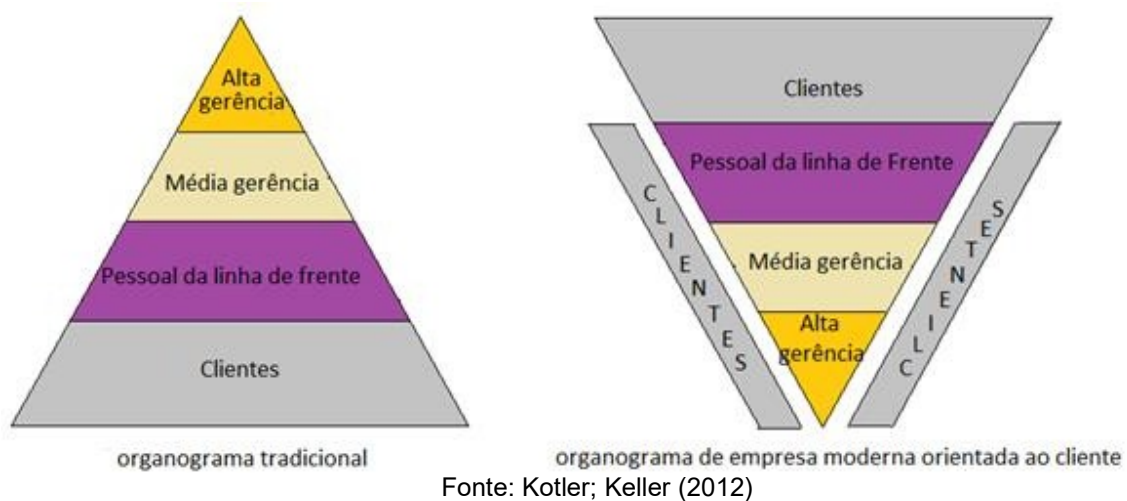 Alta
gerência
Média gerência
Pessoal da linha de frente
Clientes
organograma tradicional
Clientes
Pessoal da linha de Frente
Média gerência
Alta
gerência
CLIENTES
CLIENTES
organograma de empresa moderna orientada ao cliente
Fonte: Kotler; Keller (2012)